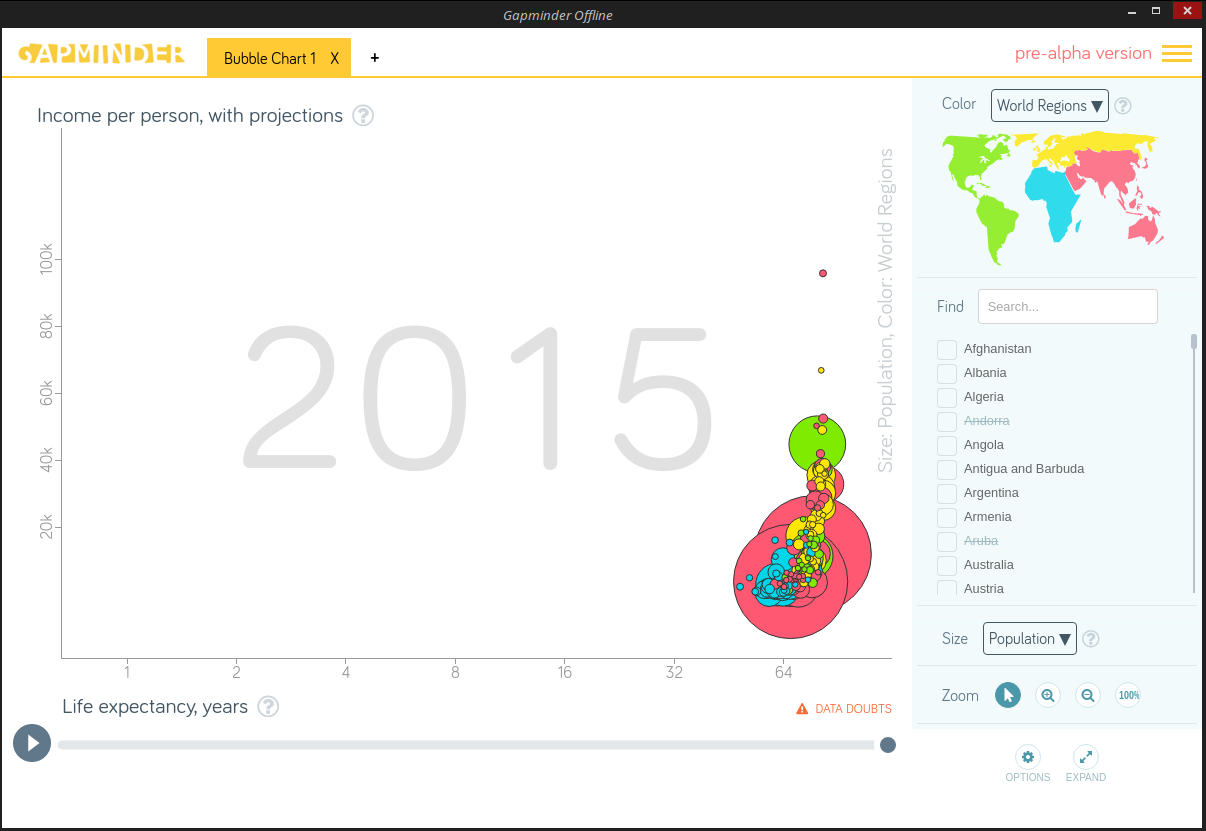 Gapminder Offline
GAPMINDER
Bubble Chart 1 X +
pre-alpha version
Income per person, with projections ?
100k
80k
60k
40k
20k
2015
Size: Population, Color: World Regions
1 2 4 8 16 32 64
Life expectancy, years ?
DATA DOUBTS
Color World Regions ▼ ?
Find Search...
Afghanistan
Albania
Algeria
Andorra
Angola
Antigua and Barbuda
Argentina
Armenia
Aruba
Australia
Austria
Size Population ▼ ?
Zoom 100%
OPTIONS EXPAND